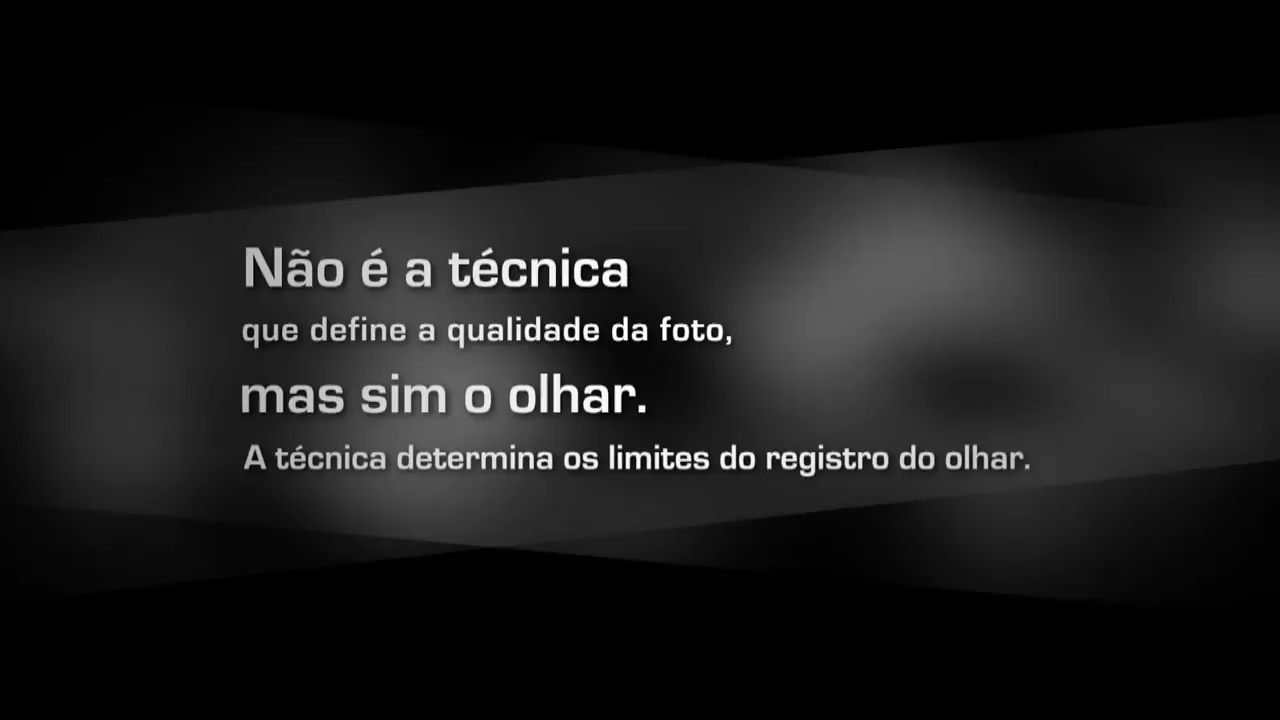 Não é a técnica
que define a qualidade da foto,
mas sim o olhar.
A técnica determina os limites do registro do olhar.